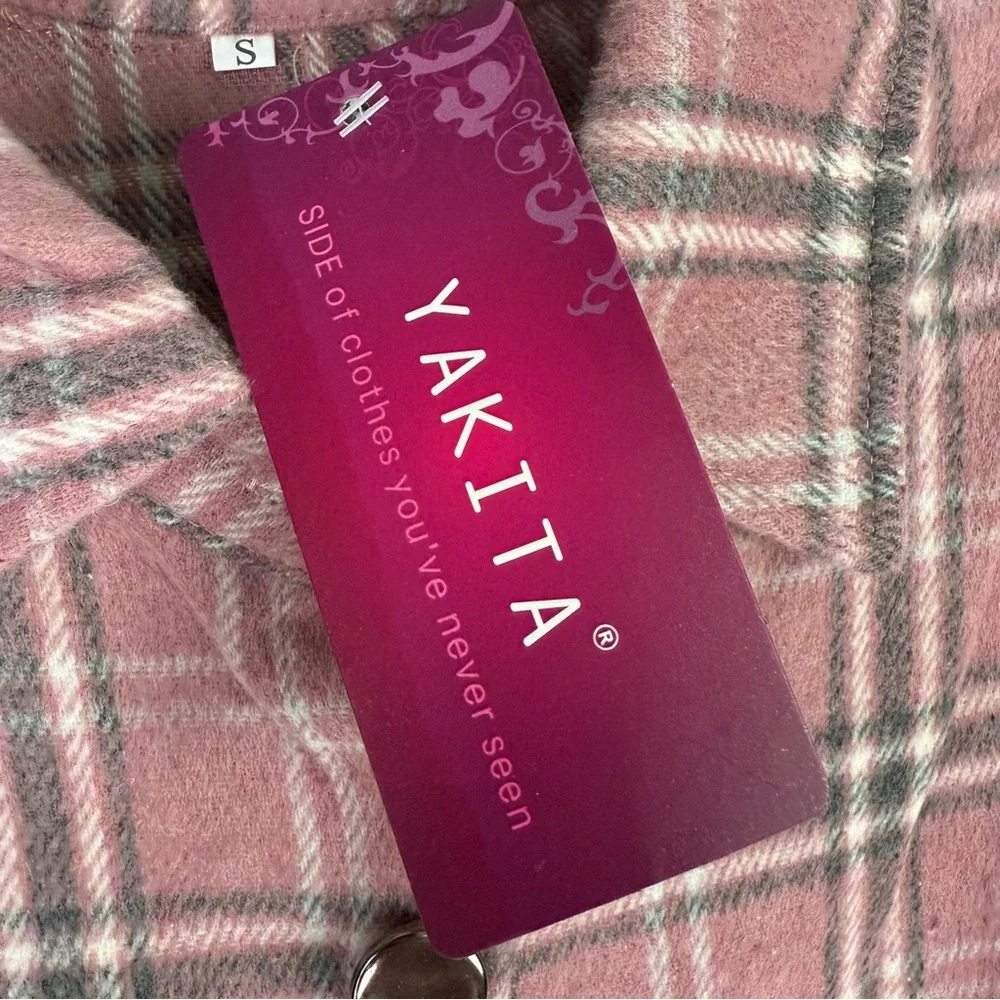 S
YAKITA®
SIDE of clothes you've never seen